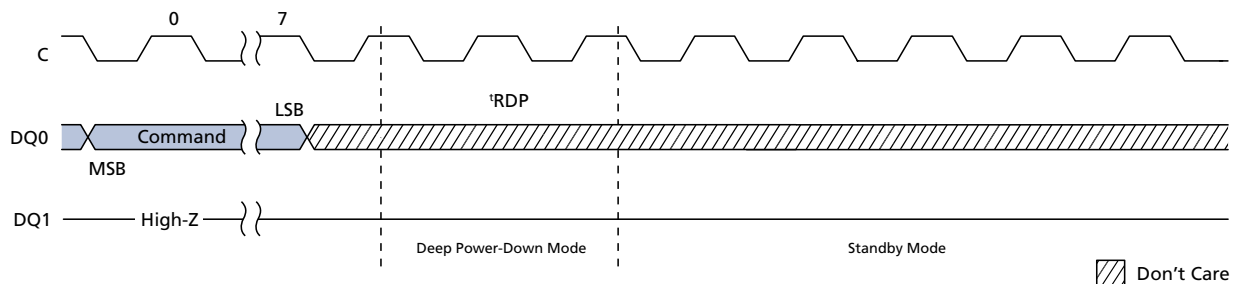 0 7
C
LSB
ᵗRDP
DQ0 Command
MSB
DQ1 High-Z
Deep Power-Down Mode Standby Mode
Don't Care